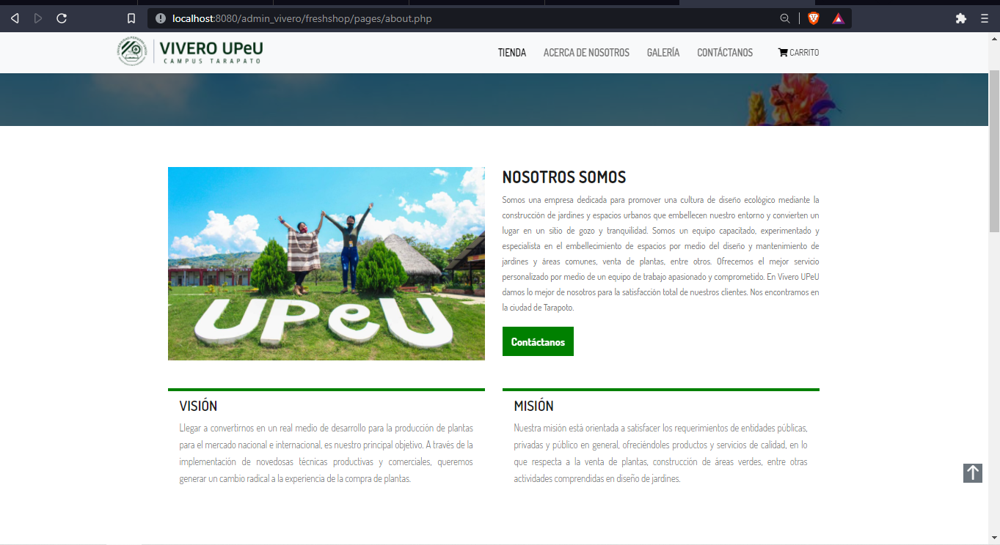 localhost:8080/admin_vivero/freshshop/pages/about.php
VIVERO UPeU
CAMPUS TARAPATO
TIENDA
ACERCA DE NOSOTROS
GALERÍA
CONTÁCTANOS
CARRITO
UPeU
NOSOTROS SOMOS
Somos una empresa dedicada para promover una cultura de diseño ecológico mediante la
construcción de jardines y espacios urbanos que embellecen nuestro entorno y convierten un
lugar en un sitio de gozo y tranquilidad. Somos un equipo capacitado, experimentado y
especialista en el embellecimiento de espacios por medio del diseño y mantenimiento de
jardines y áreas comunes, venta de plantas, entre otros. Ofrecemos el mejor servicio
personalizado por medio de un equipo de trabajo apasionado y comprometido. En Vivero UPeU
damos lo mejor de nosotros para la satisfacción total de nuestros clientes. Nos encontramos en
la ciudad de Tarapoto.
Contáctanos
VISIÓN
Llegar a convertirnos en un real medio de desarrollo para la producción de plantas
para el mercado nacional e internacional, es nuestro principal objetivo. A través de la
implementación de novedosas técnicas productivas y comerciales, queremos
generar un cambio radical a la experiencia de la compra de plantas.
MISIÓN
Nuestra misión está orientada a satisfacer los requerimientos de entidades públicas,
privadas y público en general, ofreciéndoles productos y servicios de calidad, en lo
que respecta a la venta de plantas, construcción de áreas verdes, entre otras
actividades comprendidas en diseño de jardines.